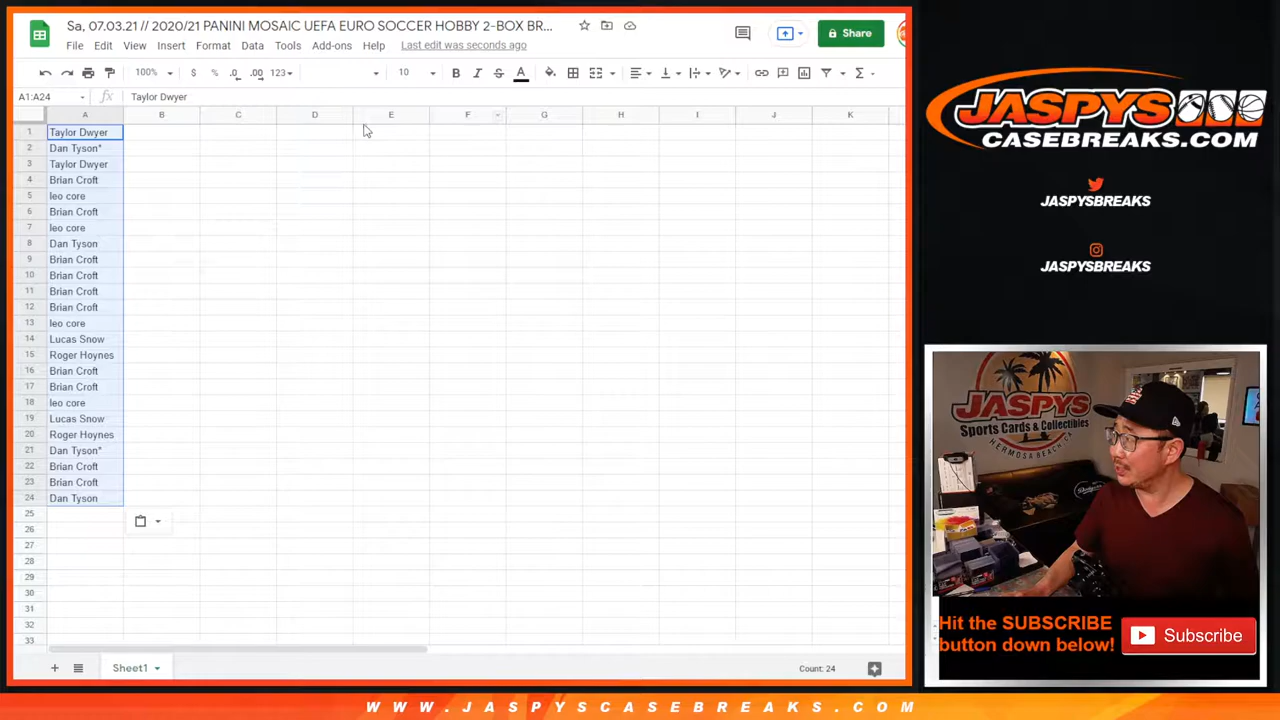 Sa, 07.03.21 // 2020/21 PANINI MOSAIC UEFA EURO SOCCER HOBBY 2-BOX BR...
File Edit View Insert Format Data Tools Add-ons Help Last edit was seconds ago
Share
100% $ % .0 .00 123 10 B I S A
A1:A24 fx Taylor Dwyer
A B C D E F G H I J K
1 Taylor Dwyer
2 Dan Tyson*
3 Taylor Dwyer
4 Brian Croft
5 leo core
6 Brian Croft
7 leo core
8 Dan Tyson
9 Brian Croft
10 Brian Croft
11 Brian Croft
12 Brian Croft
13 leo core
14 Lucas Snow
15 Roger Hoynes
16 Brian Croft
17 Brian Croft
18 leo core
19 Lucas Snow
20 Roger Hoynes
21 Dan Tyson*
22 Brian Croft
23 Brian Croft
24 Dan Tyson
25
26
27
28
29
30
31
32
33
Sheet1
Count: 24
JASPYS
CASEBREAKS.COM
JASPYSBREAKS
JASPYSBREAKS
JASPYS
Sports Cards & Collectibles
HERMOSA BEACH, CA
Hit the SUBSCRIBE
button down below!
Subscribe
WWW.JASPYSCASEBREAKS.COM